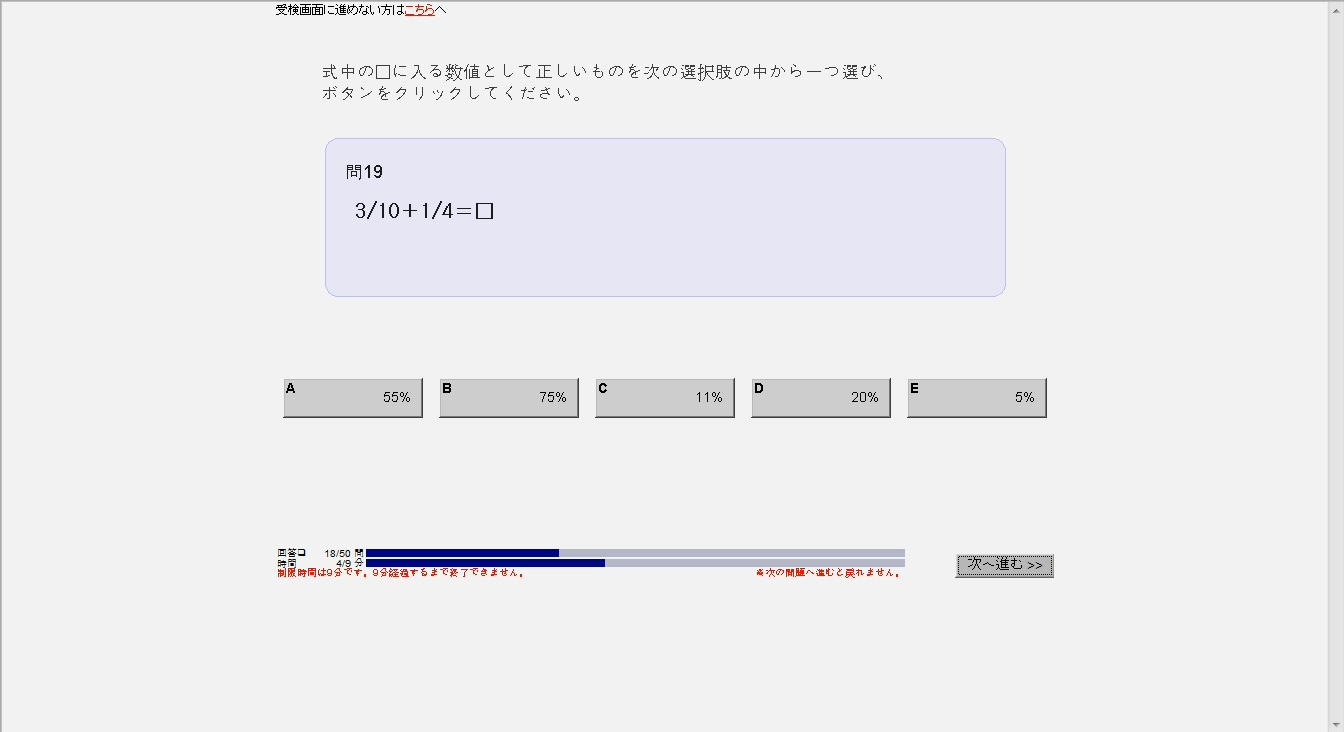 受検画面に進めない方はこちらへ
式中の□に入る数値として正しいものを次の選択肢の中から一つ選び、
ボタンをクリックしてください。
問19
3/10＋1/4＝□
A 55%
B 75%
C 11%
D 20%
E 5%
回答□ 18/50 問
時間 4/9 分
制限時間は9分です。9分経過するまで終了できません。
※次の問題へ進むと戻れません。
次へ進む >>